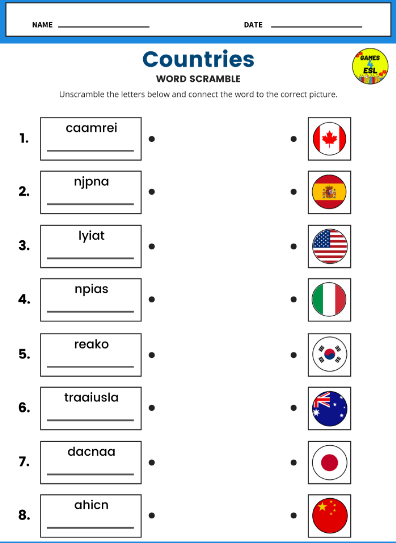 NAME DATE
Countries
WORD SCRAMBLE
GAMES
4
ESL
Unscramble the letters below and connect the word to the correct picture.
1. caamrei
2. njpna
3. lyiat
4. npias
5. reako
6. traaiusla
7. dacnaa
8. ahicn